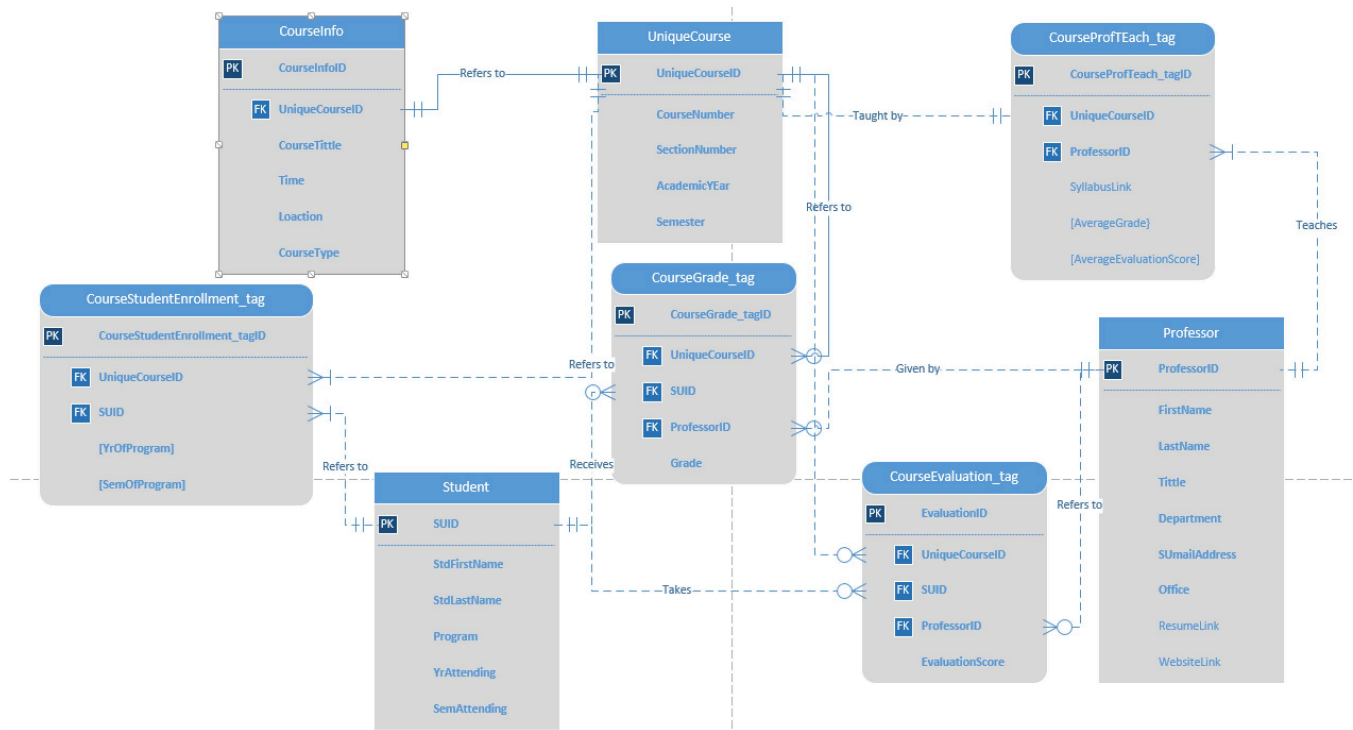 CourseInfo
PK CourseInfoID
FK UniqueCourseID
CourseTittle
Time
Loaction
CourseType
Refers to
UniqueCourse
PK UniqueCourseID
CourseNumber
SectionNumber
AcademicYEar
Semester
Taught by
CourseProfTEach_tag
PK CourseProfTeach_tagID
FK UniqueCourseID
FK ProfessorID
SyllabusLink
[AverageGrade}
[AverageEvaluationScore]
Refers to
Teaches
CourseStudentEnrollment_tag
PK CourseStudentEnrollment_tagID
FK UniqueCourseID
FK SUID
[YrOfProgram]
[SemOfProgram]
Refers to
Refers to
CourseGrade_tag
PK CourseGrade_tagID
FK UniqueCourseID
FK SUID
FK ProfessorID
Grade
Given by
Receives
Professor
PK ProfessorID
FirstName
LastName
Tittle
Department
SUmailAddress
Office
ResumeLink
WebsiteLink
Student
PK SUID
StdFirstName
StdLastName
Program
YrAttending
SemAttending
Takes
CourseEvaluation_tag
PK EvaluationID
FK UniqueCourseID
FK SUID
FK ProfessorID
EvaluationScore
Refers to